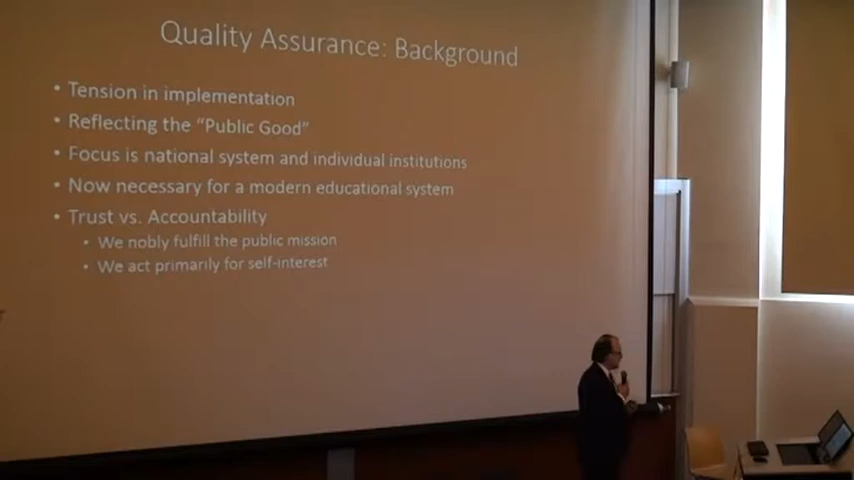 Quality Assurance: Background
• Tension in implementation
• Reflecting the “Public Good”
• Focus is national system and individual institutions
• Now necessary for a modern educational system
• Trust vs. Accountability
• We nobly fulfill the public mission
• We act primarily for self-interest